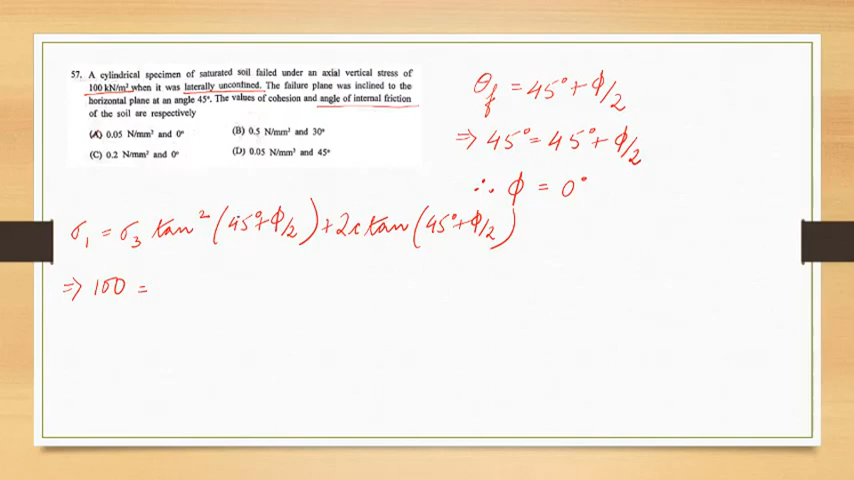 57. A cylindrical specimen of saturated soil failed under an axial vertical stress of
100 kN/m² when it was laterally unconfined. The failure plane was inclined to the
horizontal plane at an angle 45°. The values of cohesion and angle of internal friction
of the soil are respectively
(A) 0.05 N/mm² and 0°
(B) 0.5 N/mm² and 30°
(C) 0.2 N/mm² and 0°
(D) 0.05 N/mm² and 45°
θf = 45° + ϕ/2
⇒ 45° = 45° + ϕ/2
∴ ϕ = 0°
σ₁ = σ₃ tan² (45° + ϕ/2) + 2c tan (45° + ϕ/2)
⇒ 100 =